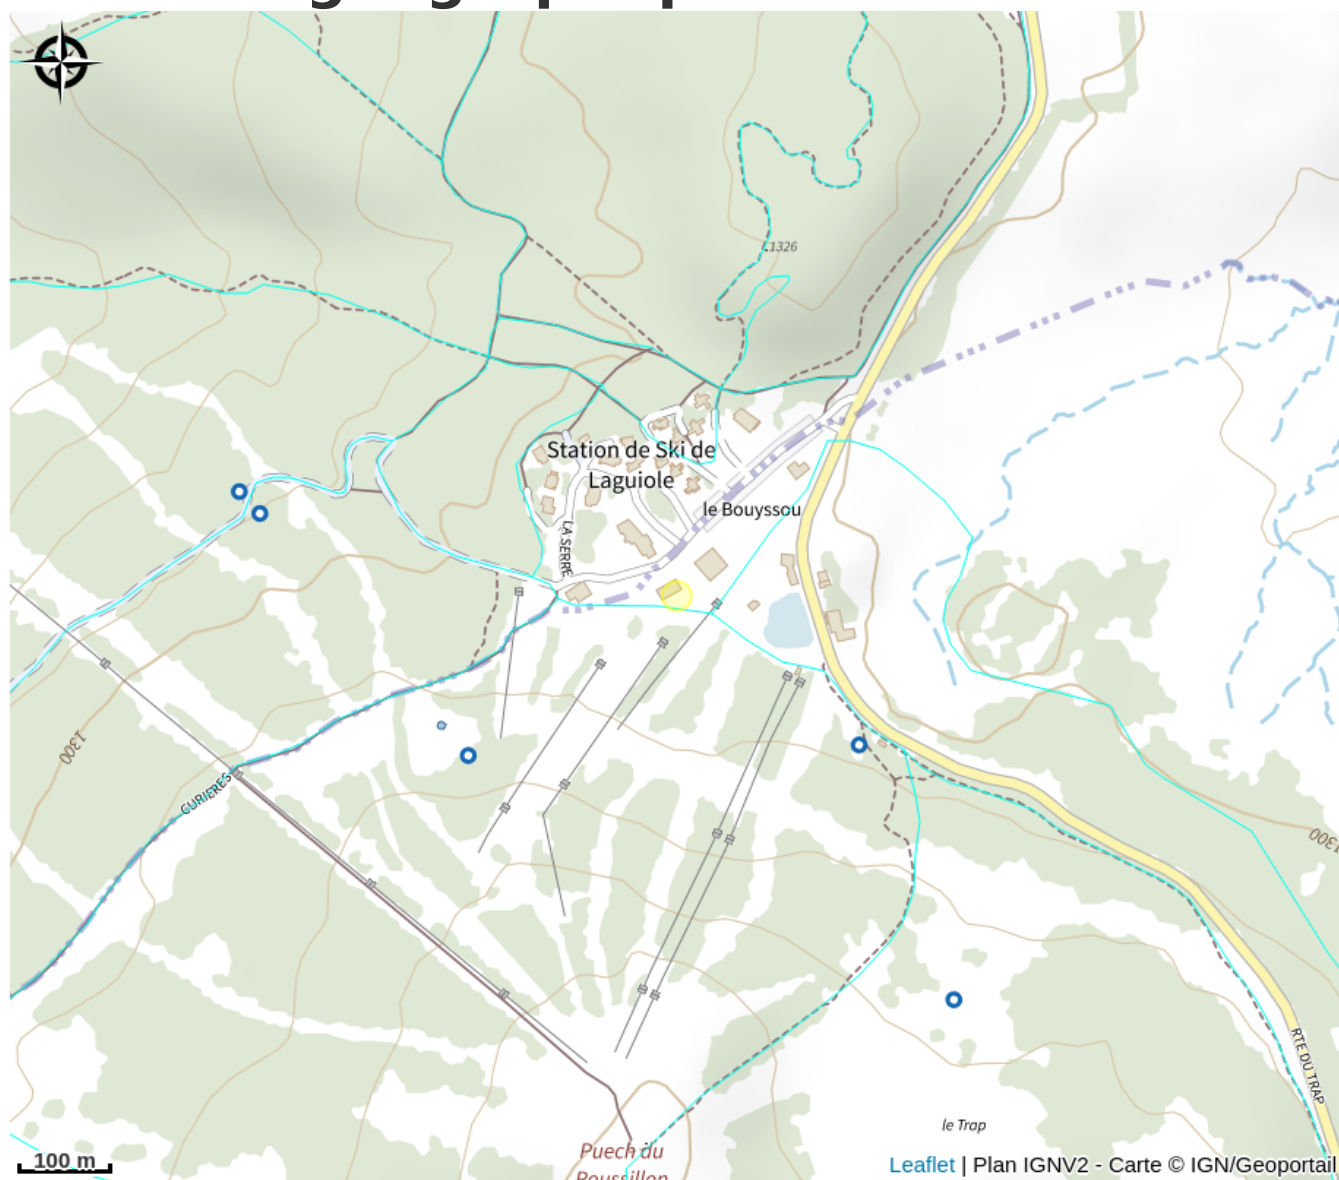 1326
Station de Ski de
Laguiole
le Bouyssou
LA SERRE
1300
CURIERES
1300
RTE DU TRAP
le Trap
Puech du
Roussillon
100 m
Leaflet | Plan IGNV2 - Carte © IGN/Geoportail